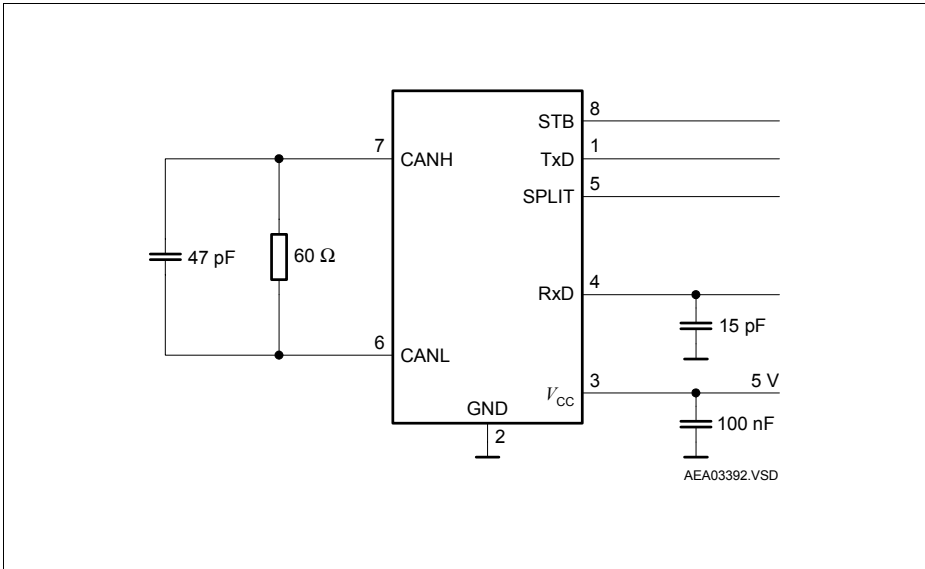 8
STB
7
1
CANH
TxD
5
SPLIT
47 pF
60 Ω
4
RxD
15 pF
6
CANL
3
5 V
V CC
GND
100 nF
2
AEA03392.VSD